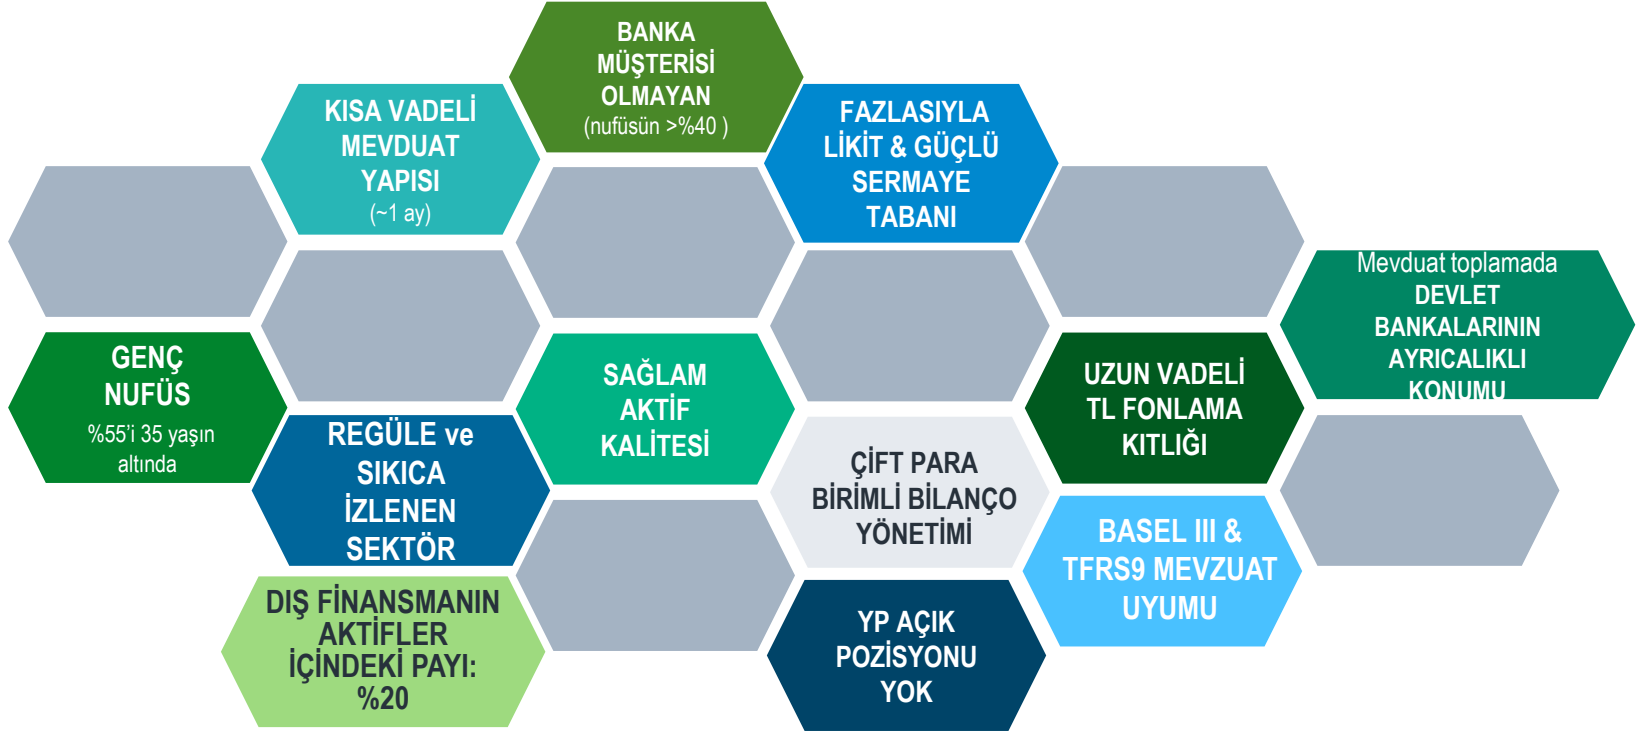 BANKA
MÜŞTERİSİ
OLMAYAN
(nufüsün >%40 )
KISA VADELİ
MEVDUAT
YAPISI
(~1 ay)
FAZLASIYLA
LİKİT & GÜÇLÜ
SERMAYE
TABANI
Mevduat toplamada
DEVLET
BANKALARININ
AYRICALIKLI
KONUMU
GENÇ
NUFÜS
%55’i 35 yaşın
altında
SAĞLAM
AKTİF
KALİTESİ
UZUN VADELİ
TL FONLAMA
KITLIĞI
REGÜLE ve
SIKICA
İZLENEN
SEKTÖR
ÇİFT PARA
BİRİMLİ BİLANÇO
YÖNETİMİ
BASEL III &
TFRS9 MEVZUAT
UYUMU
DIŞ FİNANSMANIN
AKTİFLER
İÇİNDEKİ PAYI:
%20
YP AÇIK
POZİSYONU
YOK